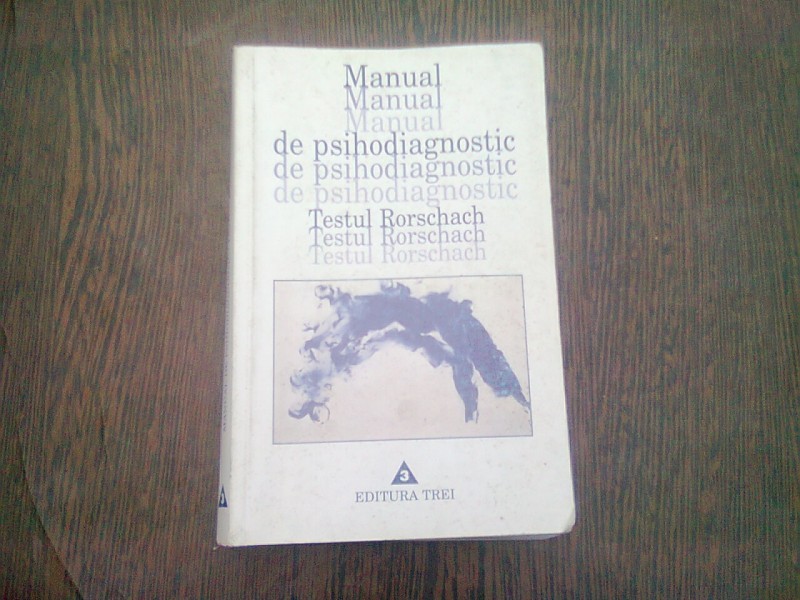 Manual
Manual
Manual
de psihodiagnostic
de psihodiagnostic
de psihodiagnostic
Testul Rorschach
Testul Rorschach
Testul Rorschach
3
EDITURA TREI